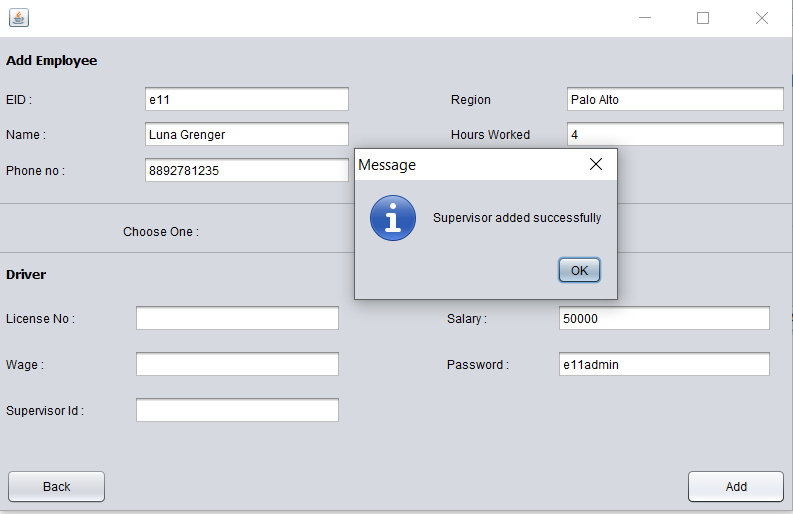 Add Employee
EID : e11 Region Palo Alto
Name : Luna Grenger Hours Worked 4
Phone no : 8892781235
Message
Supervisor added successfully
OK
Choose One :
Driver
License No : Salary : 50000
Wage : Password : e11admin
Supervisor Id :
Back Add